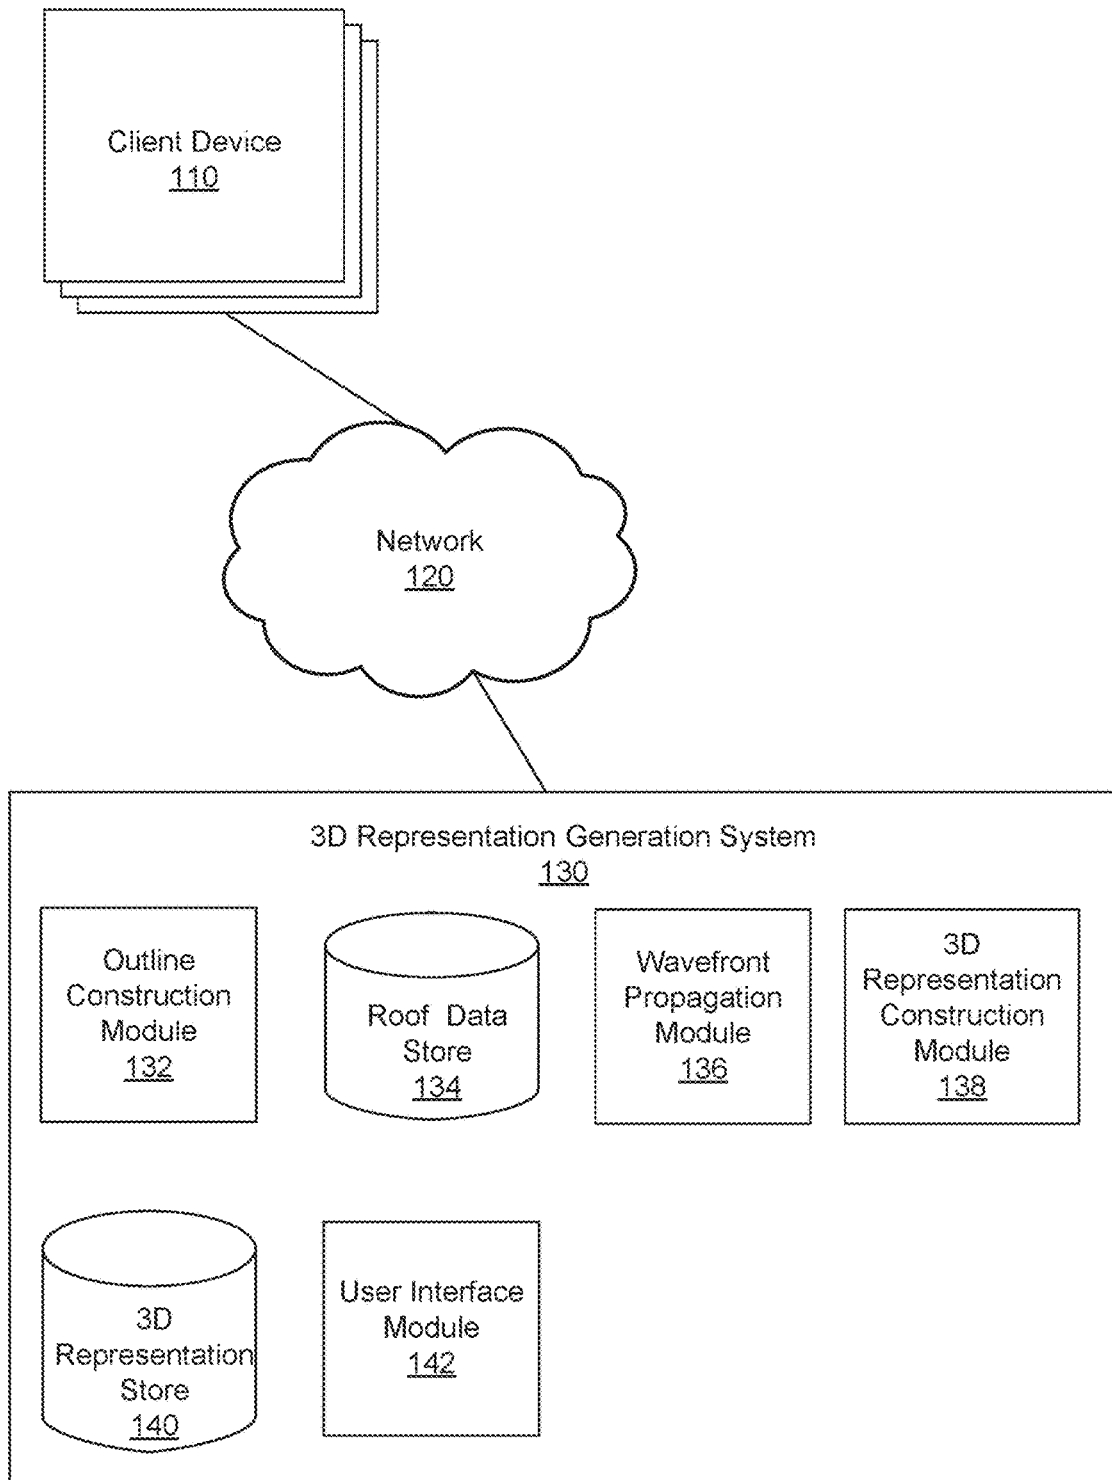 Client Device
110
Network
120
3D Representation Generation System
130
Outline
Construction
Module
132
Roof Data
Store
134
Wavefront
Propagation
Module
136
3D
Representation
Construction
Module
138
3D
Representation
Store
140
User Interface
Module
142